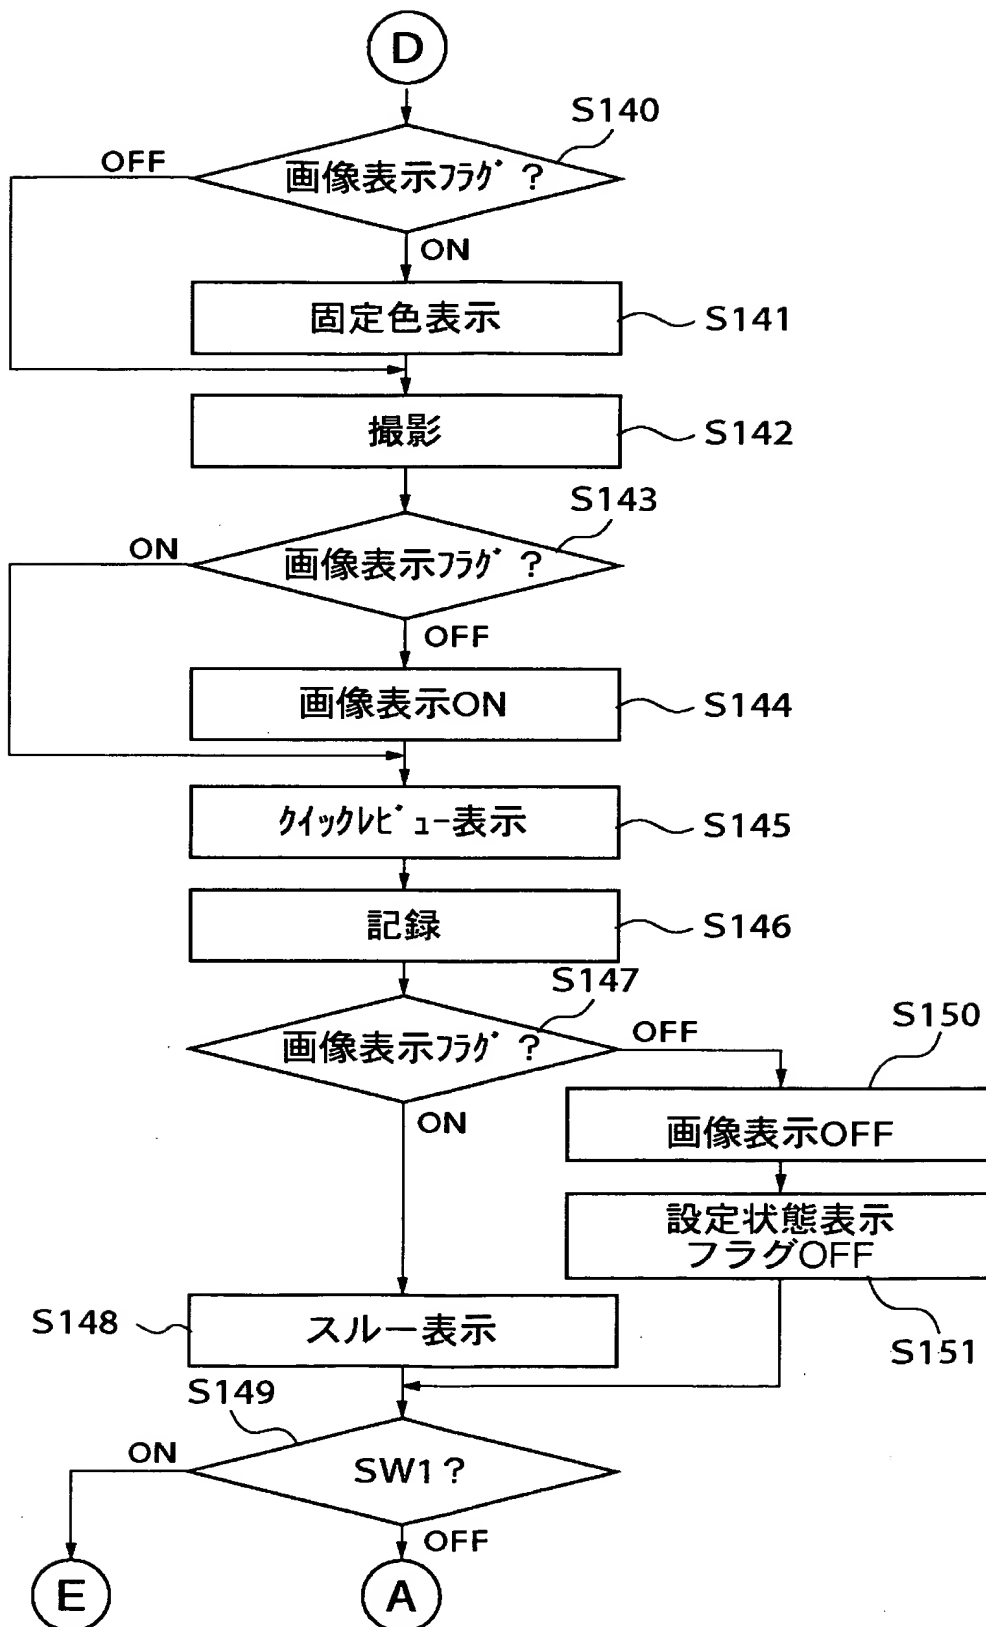 D
S140
OFF
画像表示ﾌﾗｸﾞ？
ON
固定色表示
S141
撮影
S142
S143
ON
画像表示ﾌﾗｸﾞ？
OFF
画像表示ON
S144
ｸｲｯｸﾚﾋﾞｭｰ表示
S145
記録
S146
S147
画像表示ﾌﾗｸﾞ？
OFF
S150
ON
画像表示OFF
設定状態表示
フラグOFF
S151
S148
スルー表示
S149
ON
SW1？
OFF
E
A